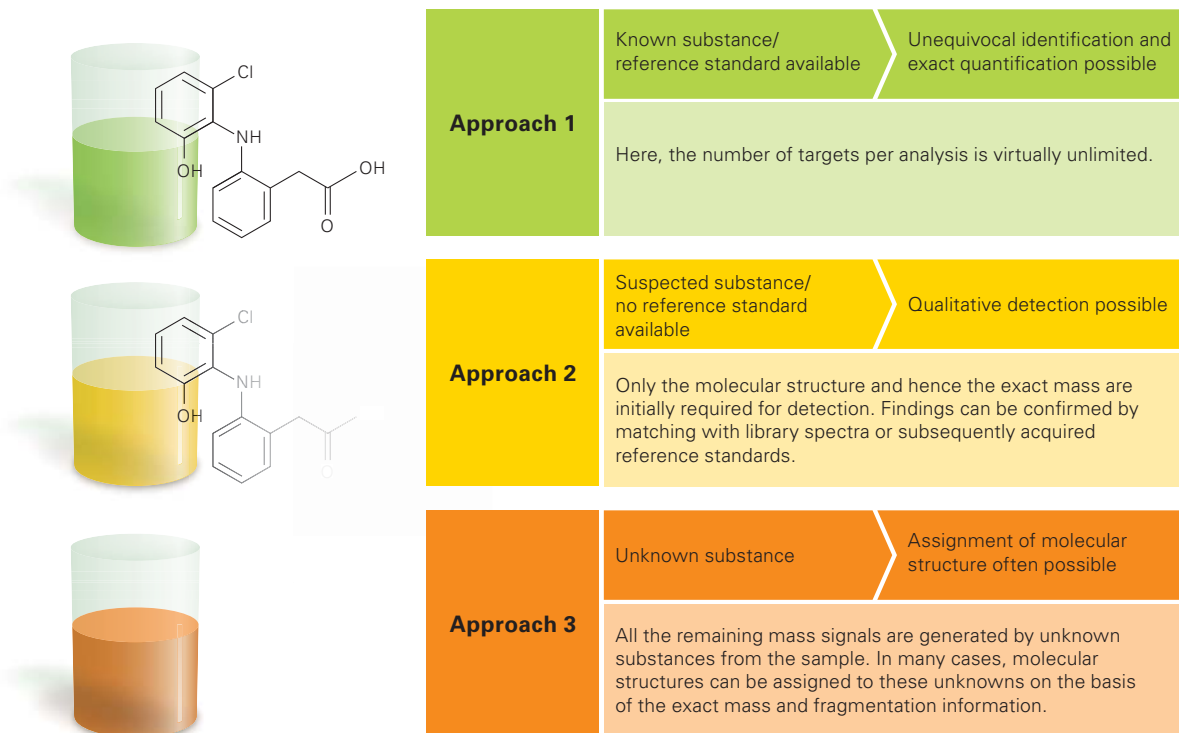 Cl
NH
OH
OH
O
Approach 1
Known substance/
reference standard available
Unequivocal identification and
exact quantification possible
Here, the number of targets per analysis is virtually unlimited.
Cl
NH
OH
O
Approach 2
Suspected substance/
no reference standard
available
Qualitative detection possible
Only the molecular structure and hence the exact mass are
initially required for detection. Findings can be confirmed by
matching with library spectra or subsequently acquired
reference standards.
Approach 3
Unknown substance
Assignment of molecular
structure often possible
All the remaining mass signals are generated by unknown
substances from the sample. In many cases, molecular
structures can be assigned to these unknowns on the basis
of the exact mass and fragmentation information.